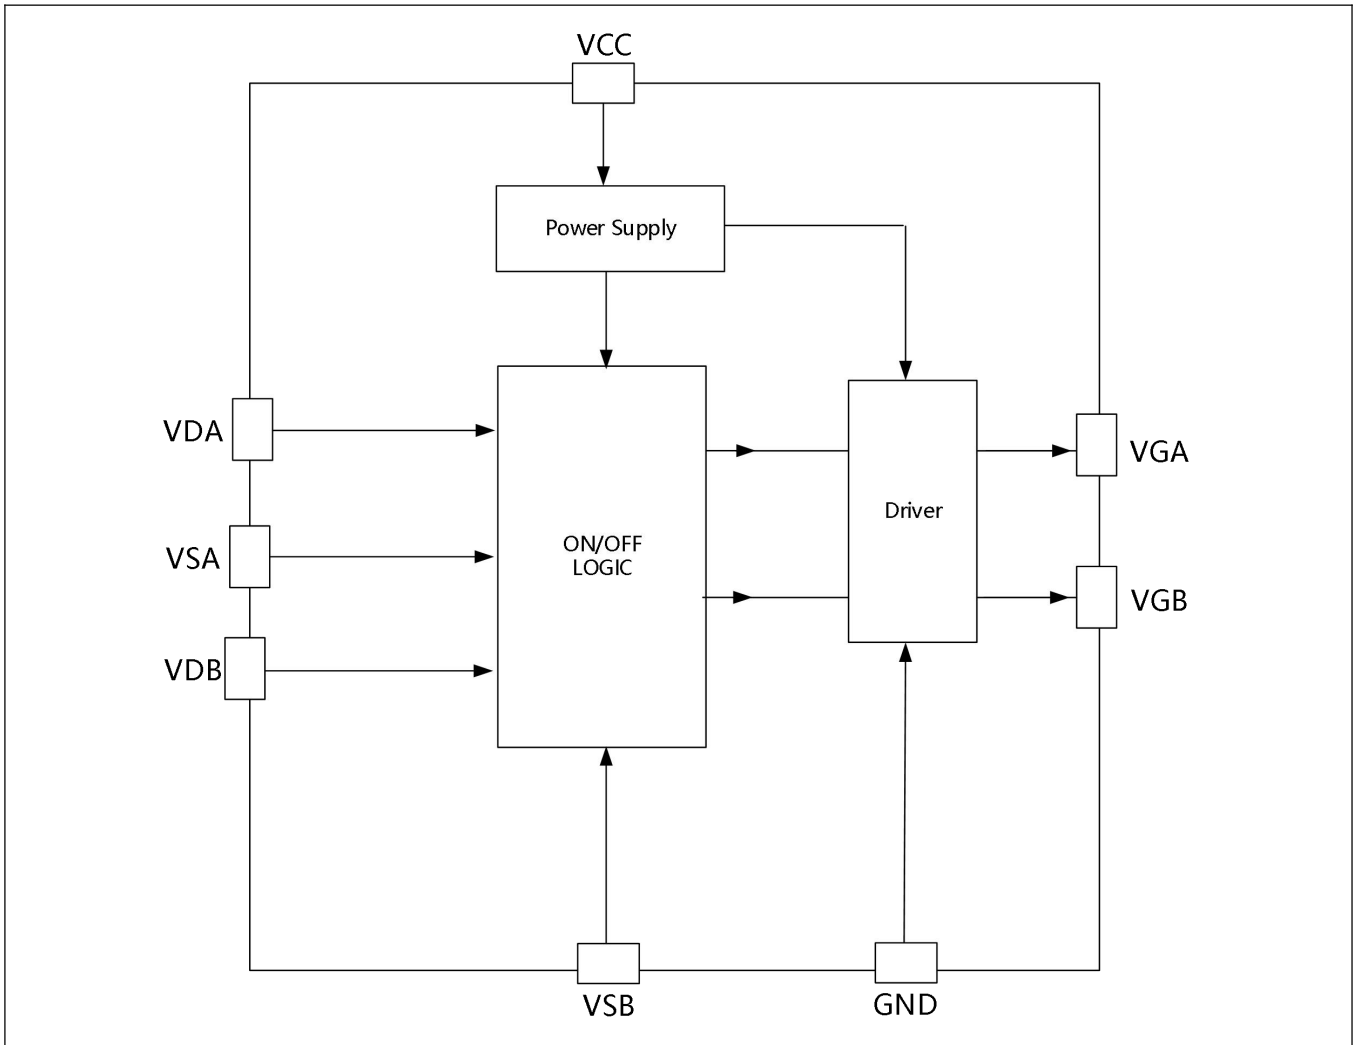 VCC
Power Supply
VDA
VGA
Driver
ON/OFF
LOGIC
VSA
VGB
VDB
VSB
GND